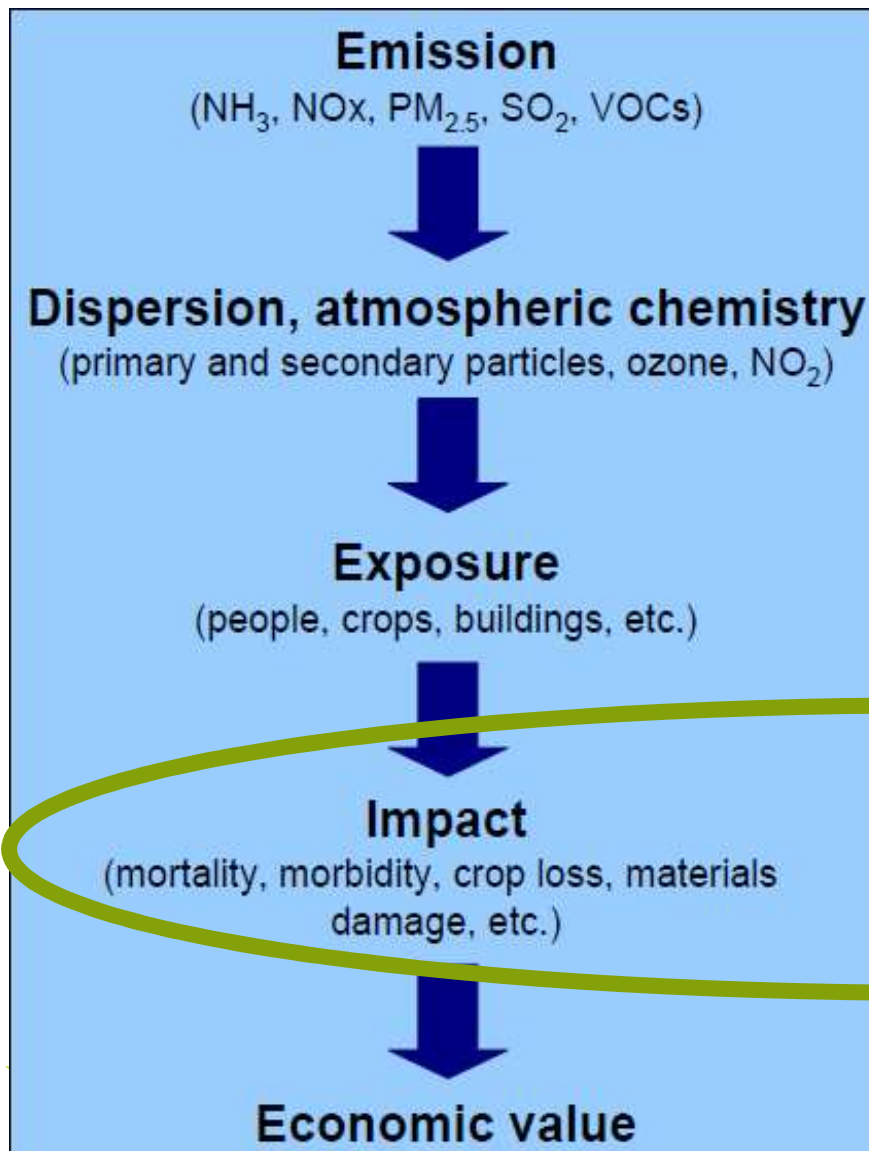 Emission
(NH₃, NOx, PM₂.₅, SO₂, VOCs)
Dispersion, atmospheric chemistry
(primary and secondary particles, ozone, NO₂)
Exposure
(people, crops, buildings, etc.)
Impact
(mortality, morbidity, crop loss, materials
damage, etc.)
Economic value